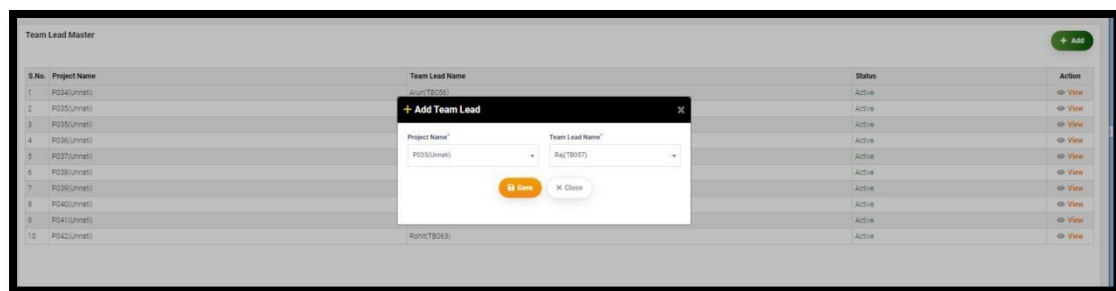 Team Lead Master
+ Add
S.No. Project Name Team Lead Name Status Action
1 P034(Unnati) Arun(TB056) Active View
2 P035(Unnati) Active View
3 P035(Unnati) Active View
4 P036(Unnati) Active View
5 P037(Unnati) Active View
6 P038(Unnati) Active View
7 P039(Unnati) Active View
8 P040(Unnati) Active View
9 P041(Unnati) Active View
10 P042(Unnati) Rohit(TB063) Active View
+ Add Team Lead ×
Project Name* Team Lead Name*
P035(Unnati) Raj(TB057)
Save × Close